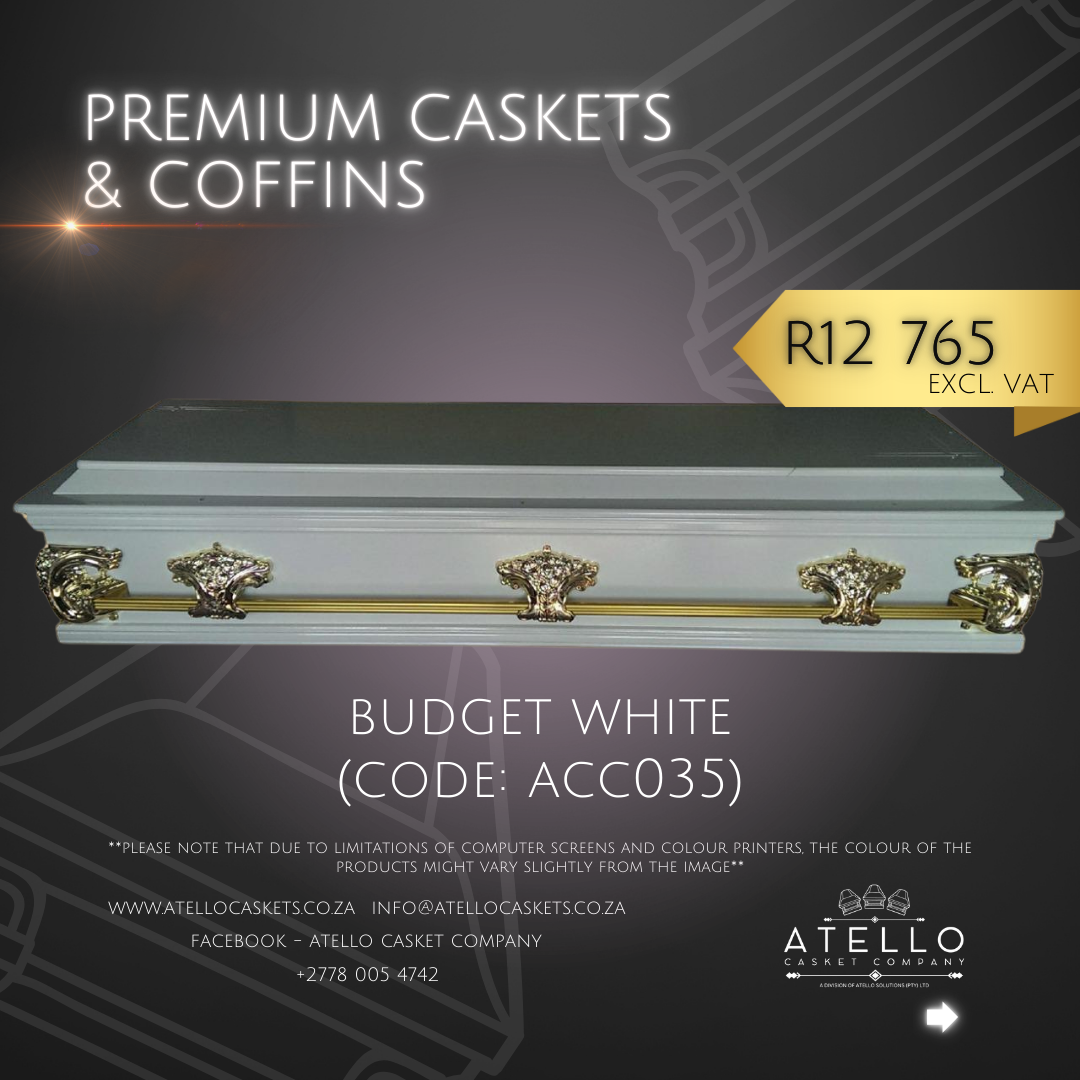 PREMIUM CASKETS
& COFFINS
R12 765
EXCL. VAT
BUDGET WHITE
(CODE: ACC035)
**PLEASE NOTE THAT DUE TO LIMITATIONS OF COMPUTER SCREENS AND COLOUR PRINTERS, THE COLOUR OF THE
PRODUCTS MIGHT VARY SLIGHTLY FROM THE IMAGE**
WWW.ATELLOCASKETS.CO.ZA INFO@ATELLOCASKETS.CO.ZA
FACEBOOK - ATELLO CASKET COMPANY
+2778 005 4742
ATELLO
CASKET COMPANY
A DIVISION OF ATELLO SOLUTIONS (PTY) LTD